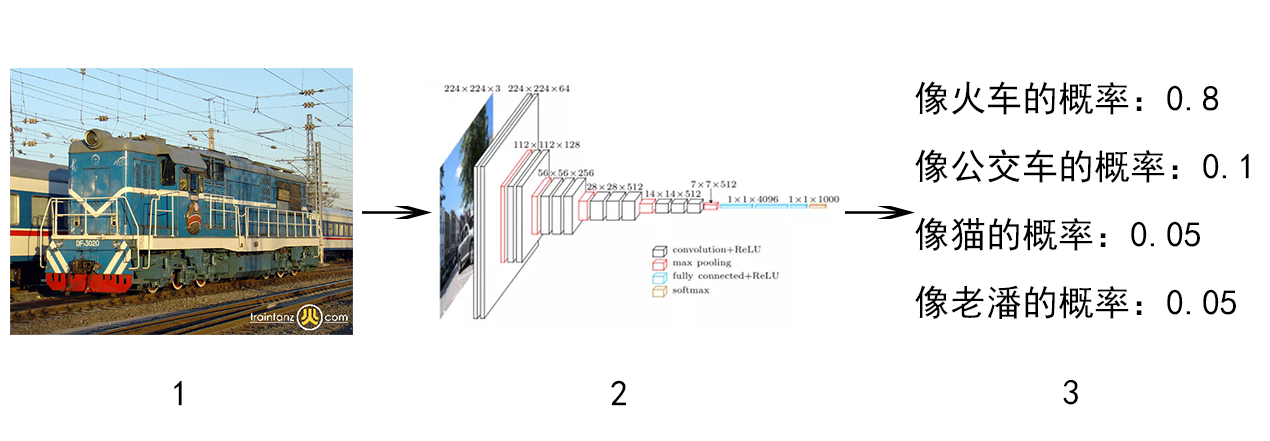 DF-3020
trainfanz com
224×224×3 224×224×64
112×112×128
56×56×256
28×28×512
14×14×512
7×7×512
1×1×4096 1×1×1000
convolution+ReLU
max pooling
fully connected+ReLU
softmax
像火车的概率：0.8
像公交车的概率：0.1
像猫的概率：0.05
像老潘的概率：0.05
1
2
3